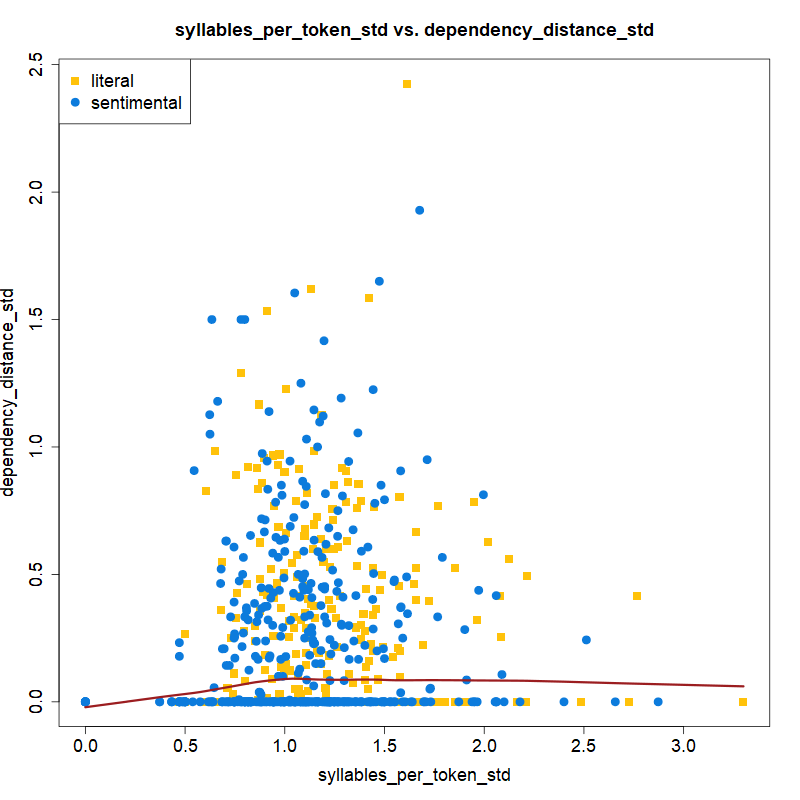 syllables_per_token_std vs. dependency_distance_std
literal
sentimental
dependency_distance_std
2.5
2.0
1.5
1.0
0.5
0.0
0.0 0.5 1.0 1.5 2.0 2.5 3.0
syllables_per_token_std